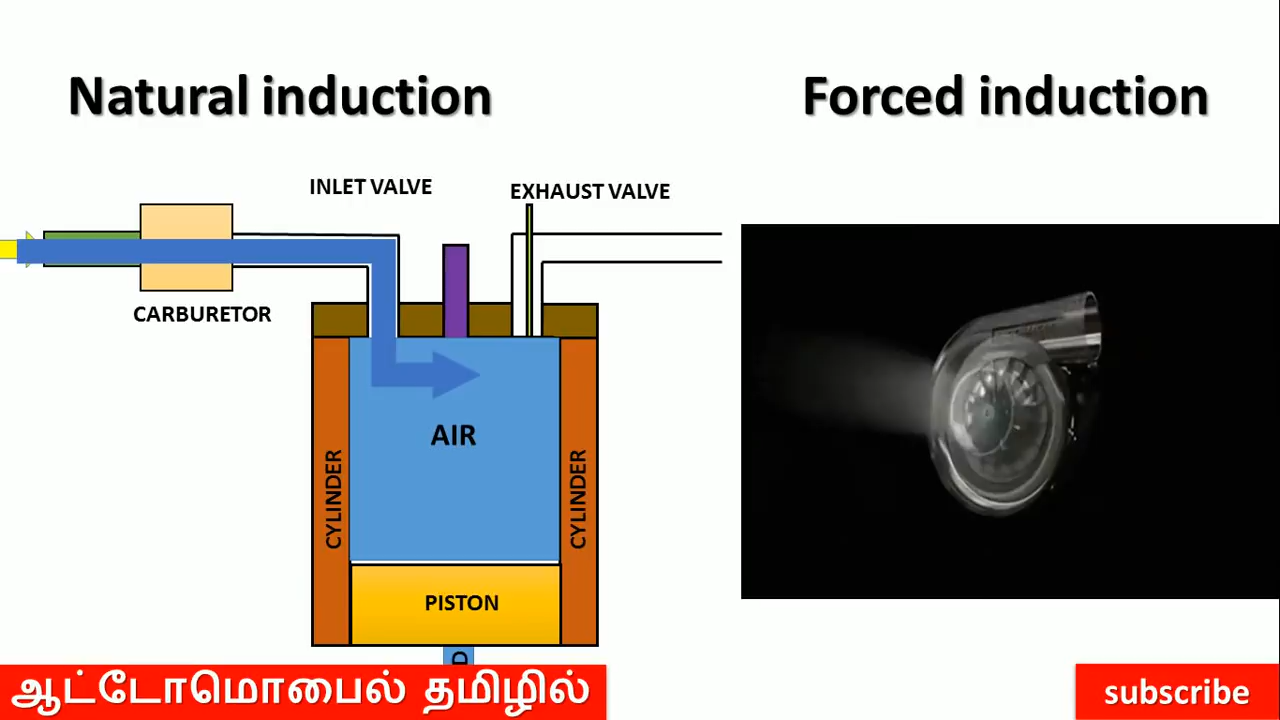 Natural induction
Forced induction
INLET VALVE
EXHAUST VALVE
CARBURETOR
AIR
CYLINDER
CYLINDER
PISTON
D
ஆட்டோமொபைல் தமிழில்
subscribe